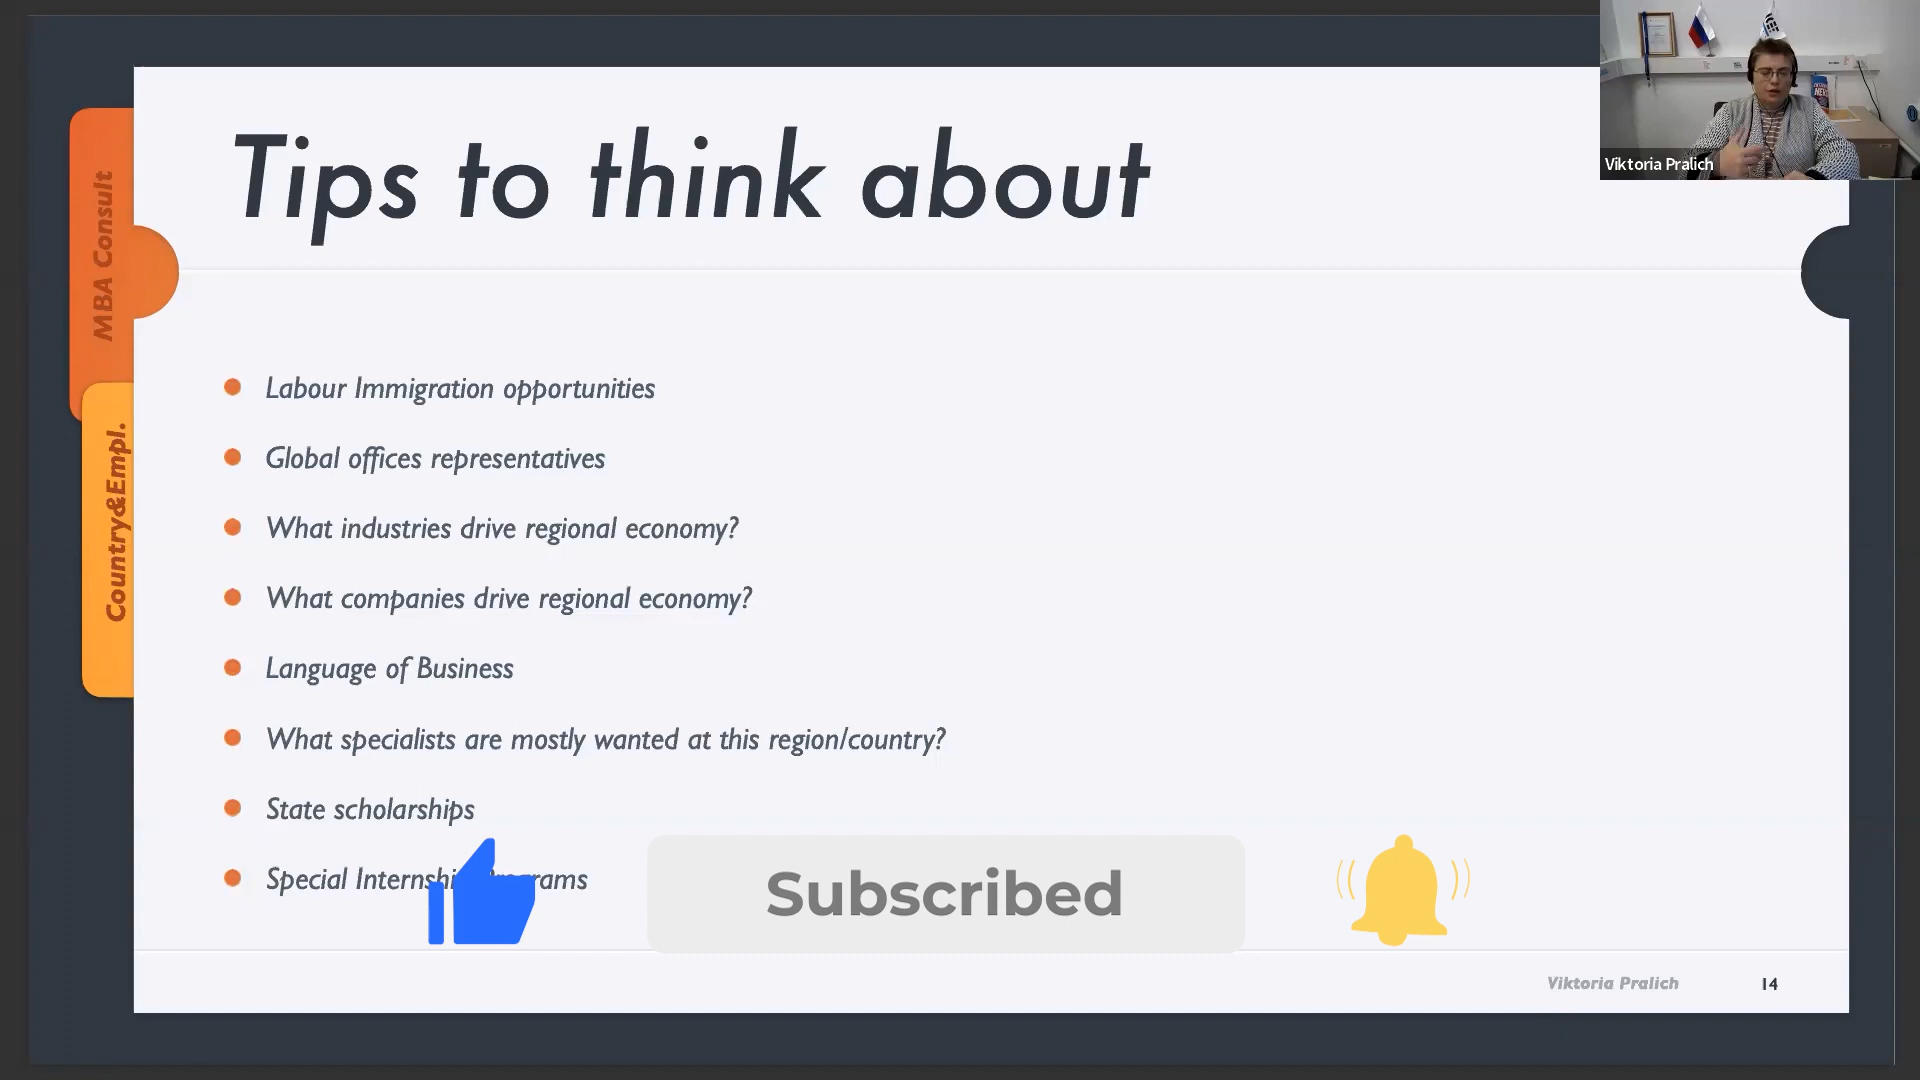 Tips to think about
Viktoria Pralich
MBA Consult
Country&Empl.
Labour Immigration opportunities
Global offices representatives
What industries drive regional economy?
What companies drive regional economy?
Language of Business
What specialists are mostly wanted at this region/country?
State scholarships
Special
Subscribed
Viktoria Pralich
14